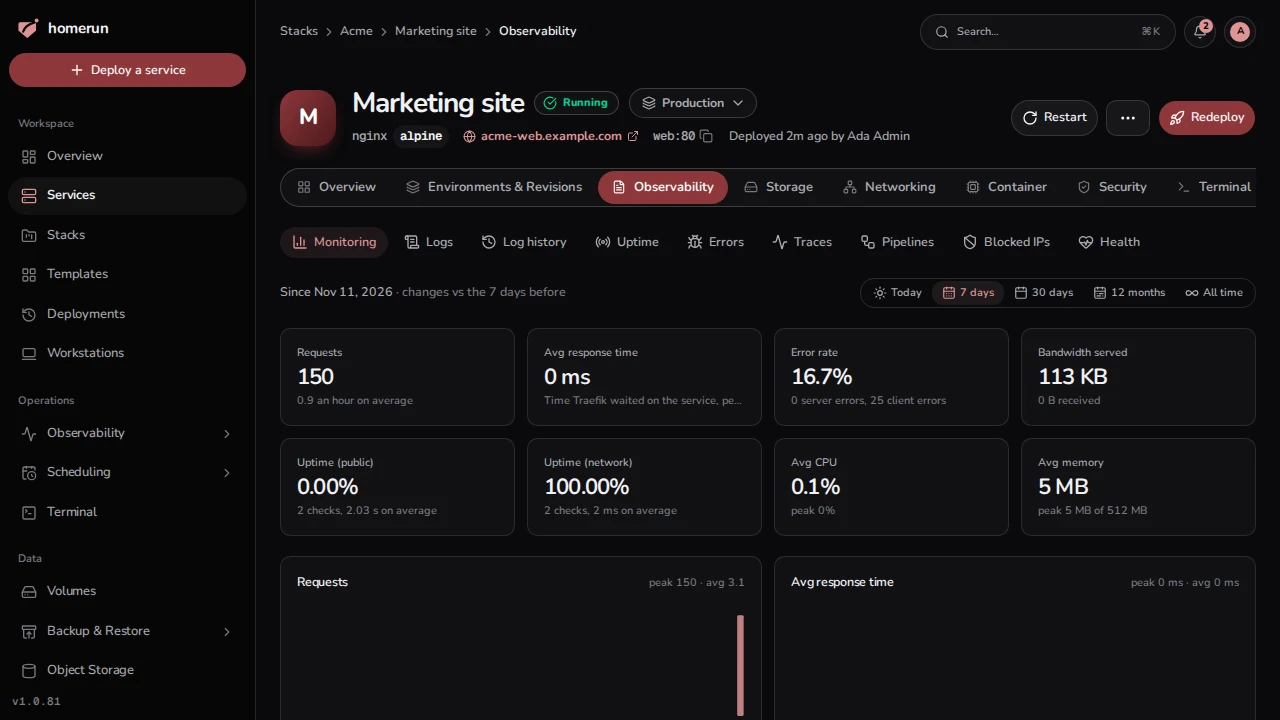 homerun
Stacks > Acme > Marketing site > Observability
Search... ⌘K
2
A
+ Deploy a service
Workspace
Overview
Services
Stacks
Templates
Deployments
Workstations
Operations
Observability
Scheduling
Terminal
Data
Volumes
Backup & Restore
Object Storage
v1.0.81
M
Marketing site Running Production
nginx alpine acme-web.example.com web:80 Deployed 2m ago by Ada Admin
Restart ... Redeploy
Overview Environments & Revisions Observability Storage Networking Container Security Terminal
Monitoring Logs Log history Uptime Errors Traces Pipelines Blocked IPs Health
Since Nov 11, 2026 · changes vs the 7 days before
Today 7 days 30 days 12 months All time
Requests
150
0.9 an hour on average
Avg response time
0 ms
Time Traefik waited on the service, pe...
Error rate
16.7%
0 server errors, 25 client errors
Bandwidth served
113 KB
0 B received
Uptime (public)
0.00%
2 checks, 2.03 s on average
Uptime (network)
100.00%
2 checks, 2 ms on average
Avg CPU
0.1%
peak 0%
Avg memory
5 MB
peak 5 MB of 512 MB
Requests peak 150 · avg 3.1
Avg response time peak 0 ms · avg 0 ms